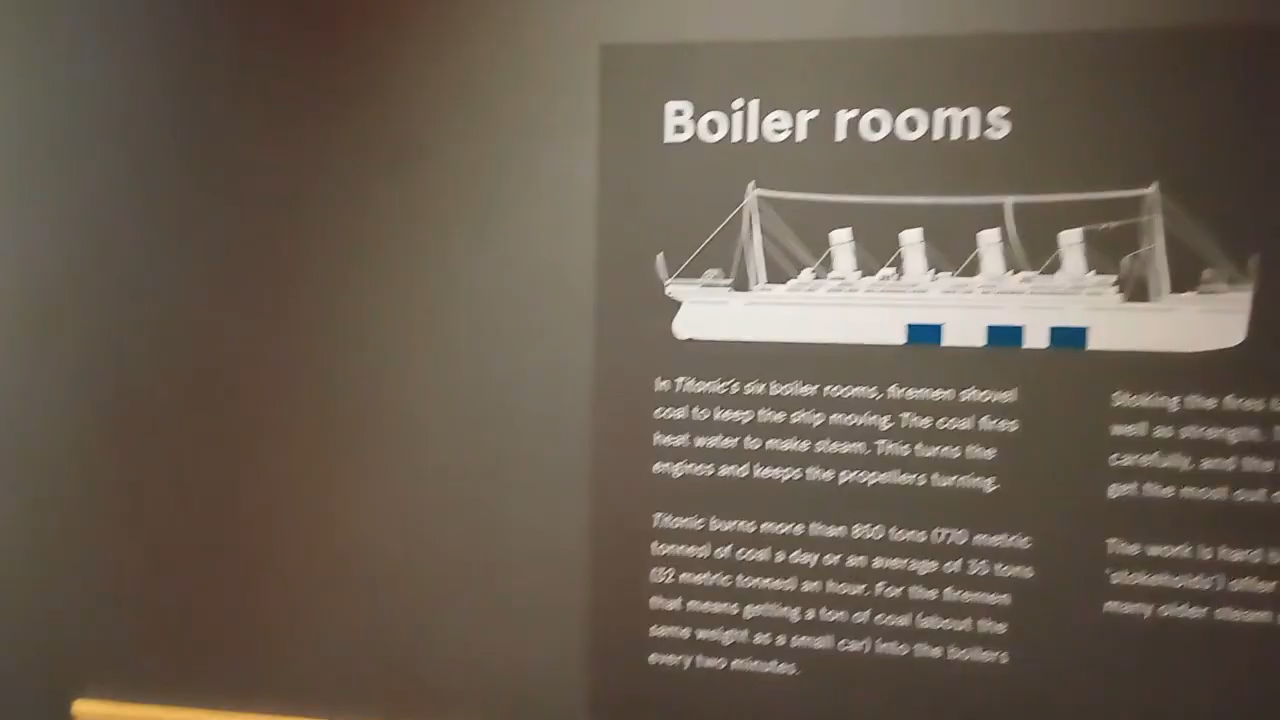 Boiler rooms
In Titanic's six boiler rooms, firemen shovel
coal to keep the ship moving. The coal fires
heat water to make steam. This turns the
engines and keeps the propellers turning.
Titanic burns more than 850 tons (770 metric
tonnes) of coal a day or an average of 35 tons
(32 metric tonnes) an hour. For the firemen
that means getting a ton of coal (about the
same weight as a small car) into the boilers
every two minutes.
Stoking the fires
well as strength.
carefully, and the
get the most out
The work is hard
many older steam